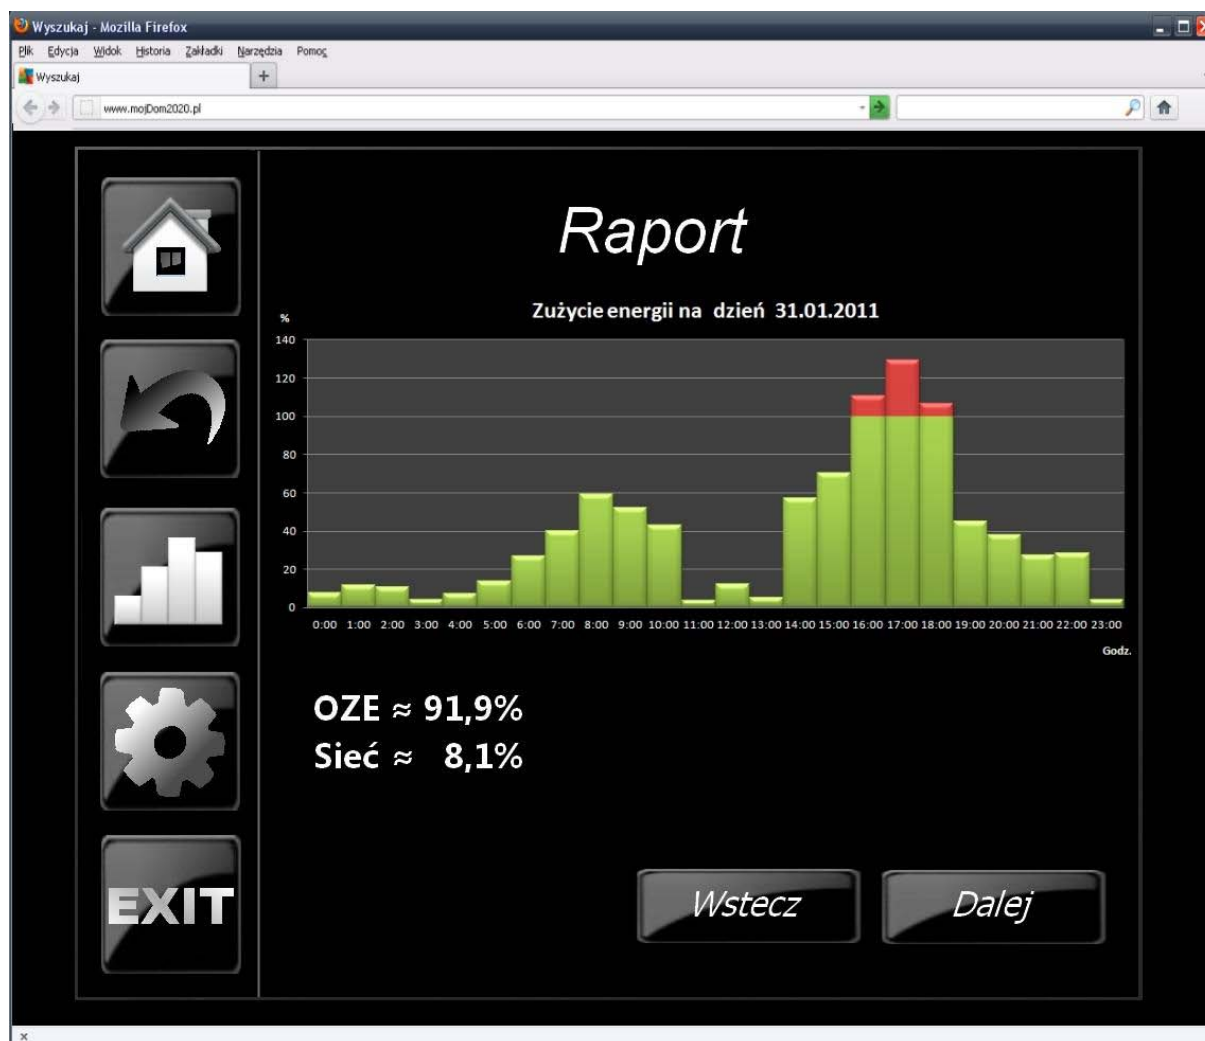 Wyszukaj - Mozilla Firefox
Plik Edycja Widok Historia Zakładki Narzędzia Pomoc
Wyszukaj
www.mojDom2020.pl
Raport
Zużycie energii na dzień 31.01.2011
%
140
120
100
80
60
40
20
0
0:00 1:00 2:00 3:00 4:00 5:00 6:00 7:00 8:00 9:00 10:00 11:00 12:00 13:00 14:00 15:00 16:00 17:00 18:00 19:00 20:00 21:00 22:00 23:00
Godz.
OZE ≈ 91,9%
Sieć ≈ 8,1%
EXIT
Wstecz Dalej